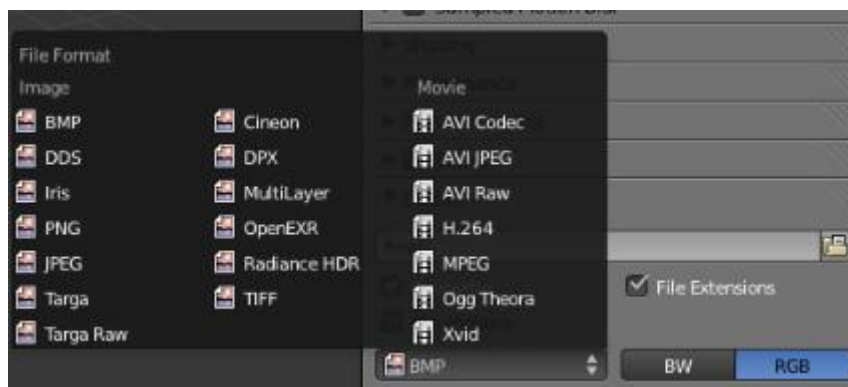 File Format
Image
BMP
DDS
Iris
PNG
JPEG
Targa
Targa Raw
Cineon
DPX
MultiLayer
OpenEXR
Radiance HDR
TIFF
Movie
AVI Codec
AVI JPEG
AVI Raw
H.264
MPEG
Ogg Theora
Xvid
File Extensions
BMP
BW
RGB